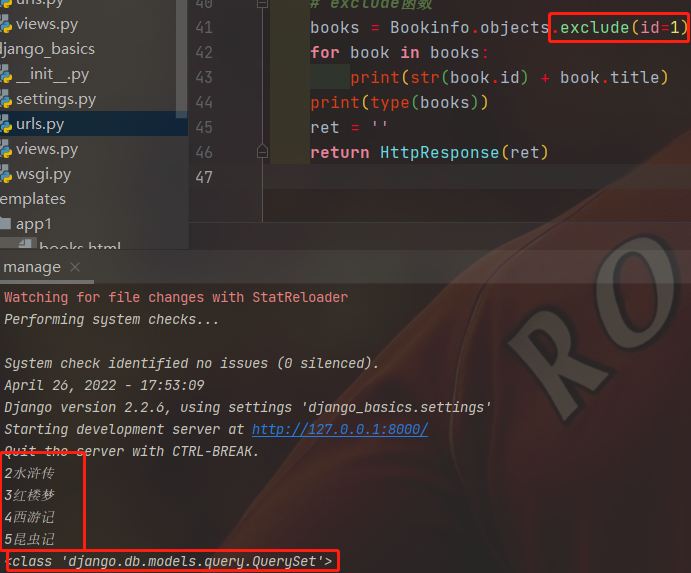 urls.py
views.py
django_basics
__init__.py
settings.py
urls.py
views.py
wsgi.py
templates
app1
books.html
40 # exclude函数
41 books = Bookinfo.objects.exclude(id=1)
42 for book in books:
43 print(str(book.id) + book.title)
44 print(type(books))
45 ret = ''
46 return HttpResponse(ret)
47
manage ×
Watching for file changes with StatReloader
Performing system checks...
System check identified no issues (0 silenced).
April 26, 2022 - 17:53:09
Django version 2.2.6, using settings 'django_basics.settings'
Starting development server at http://127.0.0.1:8000/
Quit the server with CTRL-BREAK.
2水浒传
3红楼梦
4西游记
5昆虫记
<class 'django.db.models.query.QuerySet'>
RO